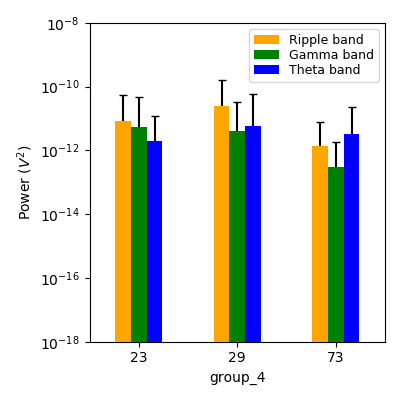 10⁻⁸
10⁻¹⁰
10⁻¹²
10⁻¹⁴
10⁻¹⁶
10⁻¹⁸
Power (V²)
Ripple band
Gamma band
Theta band
23 29 73
group_4